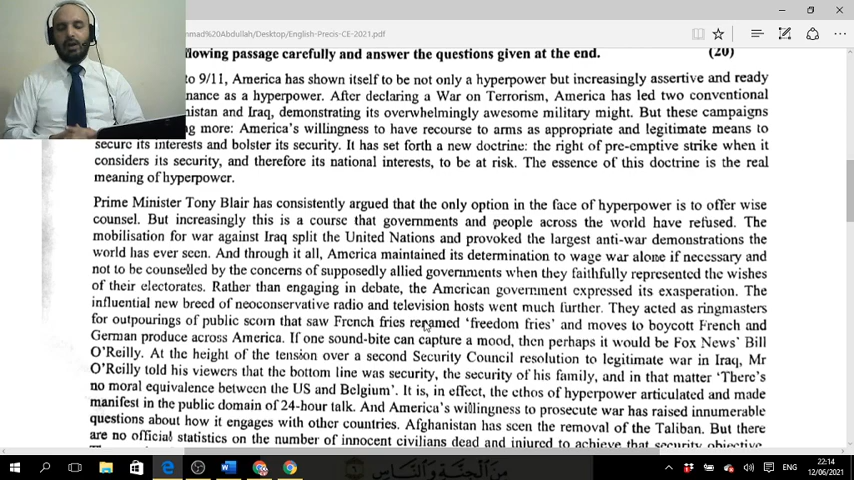 mmad%20Abdullah/Desktop/English-Precis-CE-2021.pdf
llowing passage carefully and answer the questions given at the end. (20)
to 9/11, America has shown itself to be not only a hyperpower but increasingly assertive and ready
nance as a hyperpower. After declaring a War on Terrorism, America has led two conventional
nistan and Iraq, demonstrating its overwhelmingly awesome military might. But these campaigns
ng more: America's willingness to have recourse to arms as appropriate and legitimate means to
secure its interests and bolster its security. It has set forth a new doctrine: the right of pre-emptive strike when it
considers its security, and therefore its national interests, to be at risk. The essence of this doctrine is the real
meaning of hyperpower.
Prime Minister Tony Blair has consistently argued that the only option in the face of hyperpower is to offer wise
counsel. But increasingly this is a course that governments and people across the world have refused. The
mobilisation for war against Iraq split the United Nations and provoked the largest anti-war demonstrations the
world has ever seen. And through it all, America maintained its determination to wage war alone if necessary and
not to be counselled by the concerns of supposedly allied governments when they faithfully represented the wishes
of their electorates. Rather than engaging in debate, the American government expressed its exasperation. The
influential new breed of neoconservative radio and television hosts went much further. They acted as ringmasters
for outpourings of public scorn that saw French fries renamed 'freedom fries' and moves to boycott French and
German produce across America. If one sound-bite can capture a mood, then perhaps it would be Fox News' Bill
O'Reilly. At the height of the tension over a second Security Council resolution to legitimate war in Iraq, Mr
O'Reilly told his viewers that the bottom line was security, the security of his family, and in that matter 'There's
no moral equivalence between the US and Belgium'. It is, in effect, the ethos of hyperpower articulated and made
manifest in the public domain of 24-hour talk. And America's willingness to prosecute war has raised innumerable
questions about how it engages with other countries. Afghanistan has seen the removal of the Taliban. But there
are no official statistics on the number of innocent civilians dead and injured to achieve that security objective.
مِنَ الْجِنَّةِ وَالنَّاسِ
ENG
22:14
12/06/2021